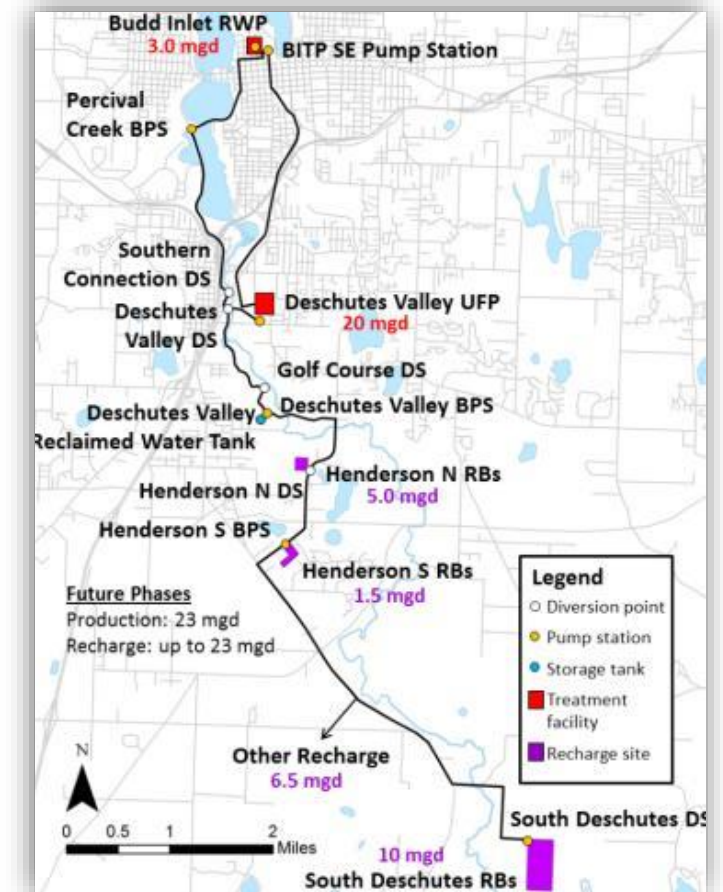 Budd Inlet RWP
3.0 mgd
BITP SE Pump Station
Percival
Creek BPS
Southern
Connection DS
Deschutes
Valley DS
Deschutes Valley UFP
20 mgd
Golf Course DS
Deschutes Valley BPS
Deschutes Valley
Reclaimed Water Tank
Henderson N RBs
5.0 mgd
Henderson N DS
Henderson S BPS
Henderson S RBs
1.5 mgd
Future Phases
Production: 23 mgd
Recharge: up to 23 mgd
Legend
Diversion point
Pump station
Storage tank
Treatment
facility
Recharge site
Other Recharge
6.5 mgd
N
0 0.5 1 2
Miles
South Deschutes DS
10 mgd
South Deschutes RBs